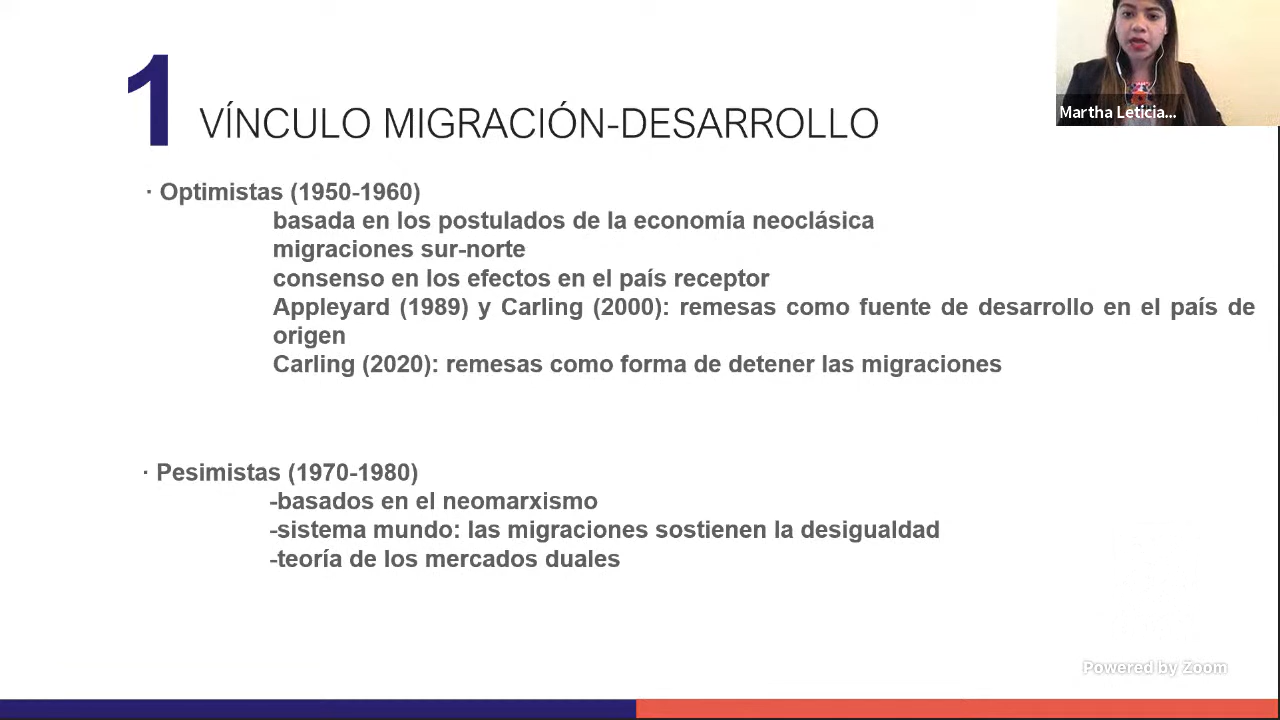 1 VÍNCULO MIGRACIÓN-DESARROLLO
Martha Leticia...
· Optimistas (1950-1960)
basada en los postulados de la economía neoclásica
migraciones sur-norte
consenso en los efectos en el país receptor
Appleyard (1989) y Carling (2000): remesas como fuente de desarrollo en el país de
origen
Carling (2020): remesas como forma de detener las migraciones
· Pesimistas (1970-1980)
-basados en el neomarxismo
-sistema mundo: las migraciones sostienen la desigualdad
-teoría de los mercados duales
Powered by Zoom